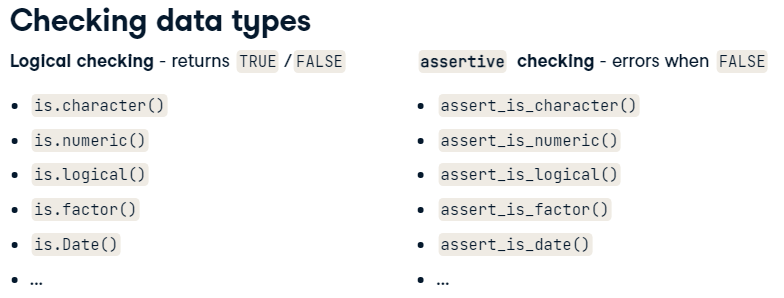 Checking data types
Logical checking - returns TRUE / FALSE
• is.character()
• is.numeric()
• is.logical()
• is.factor()
• is.Date()
• ...
assertive checking - errors when FALSE
• assert_is_character()
• assert_is_numeric()
• assert_is_logical()
• assert_is_factor()
• assert_is_date()
• ...